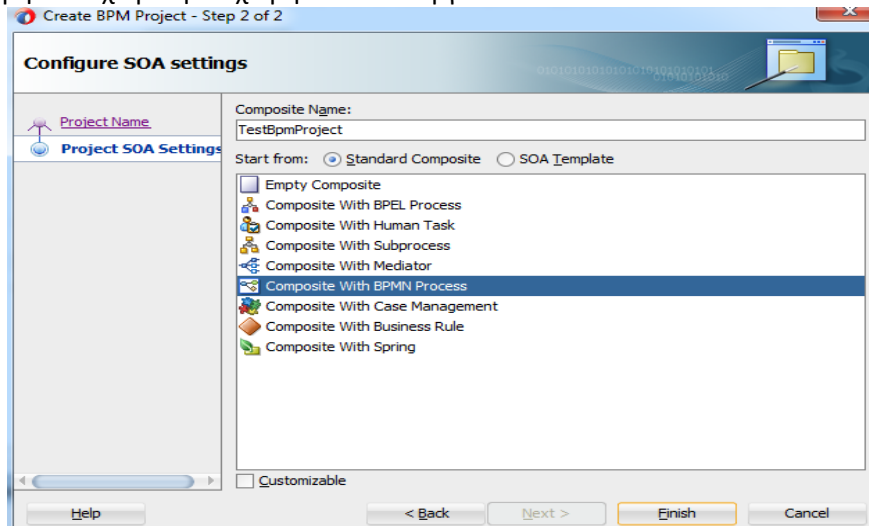 Create BPM Project - Step 2 of 2
Configure SOA settings
Project Name
Project SOA Settings
Composite Name:
TestBpmProject
Start from: Standard Composite SOA Template
Empty Composite
Composite With BPEL Process
Composite With Human Task
Composite With Subprocess
Composite With Mediator
Composite With BPMN Process
Composite With Case Management
Composite With Business Rule
Composite With Spring
Customizable
Help < Back Next > Finish Cancel